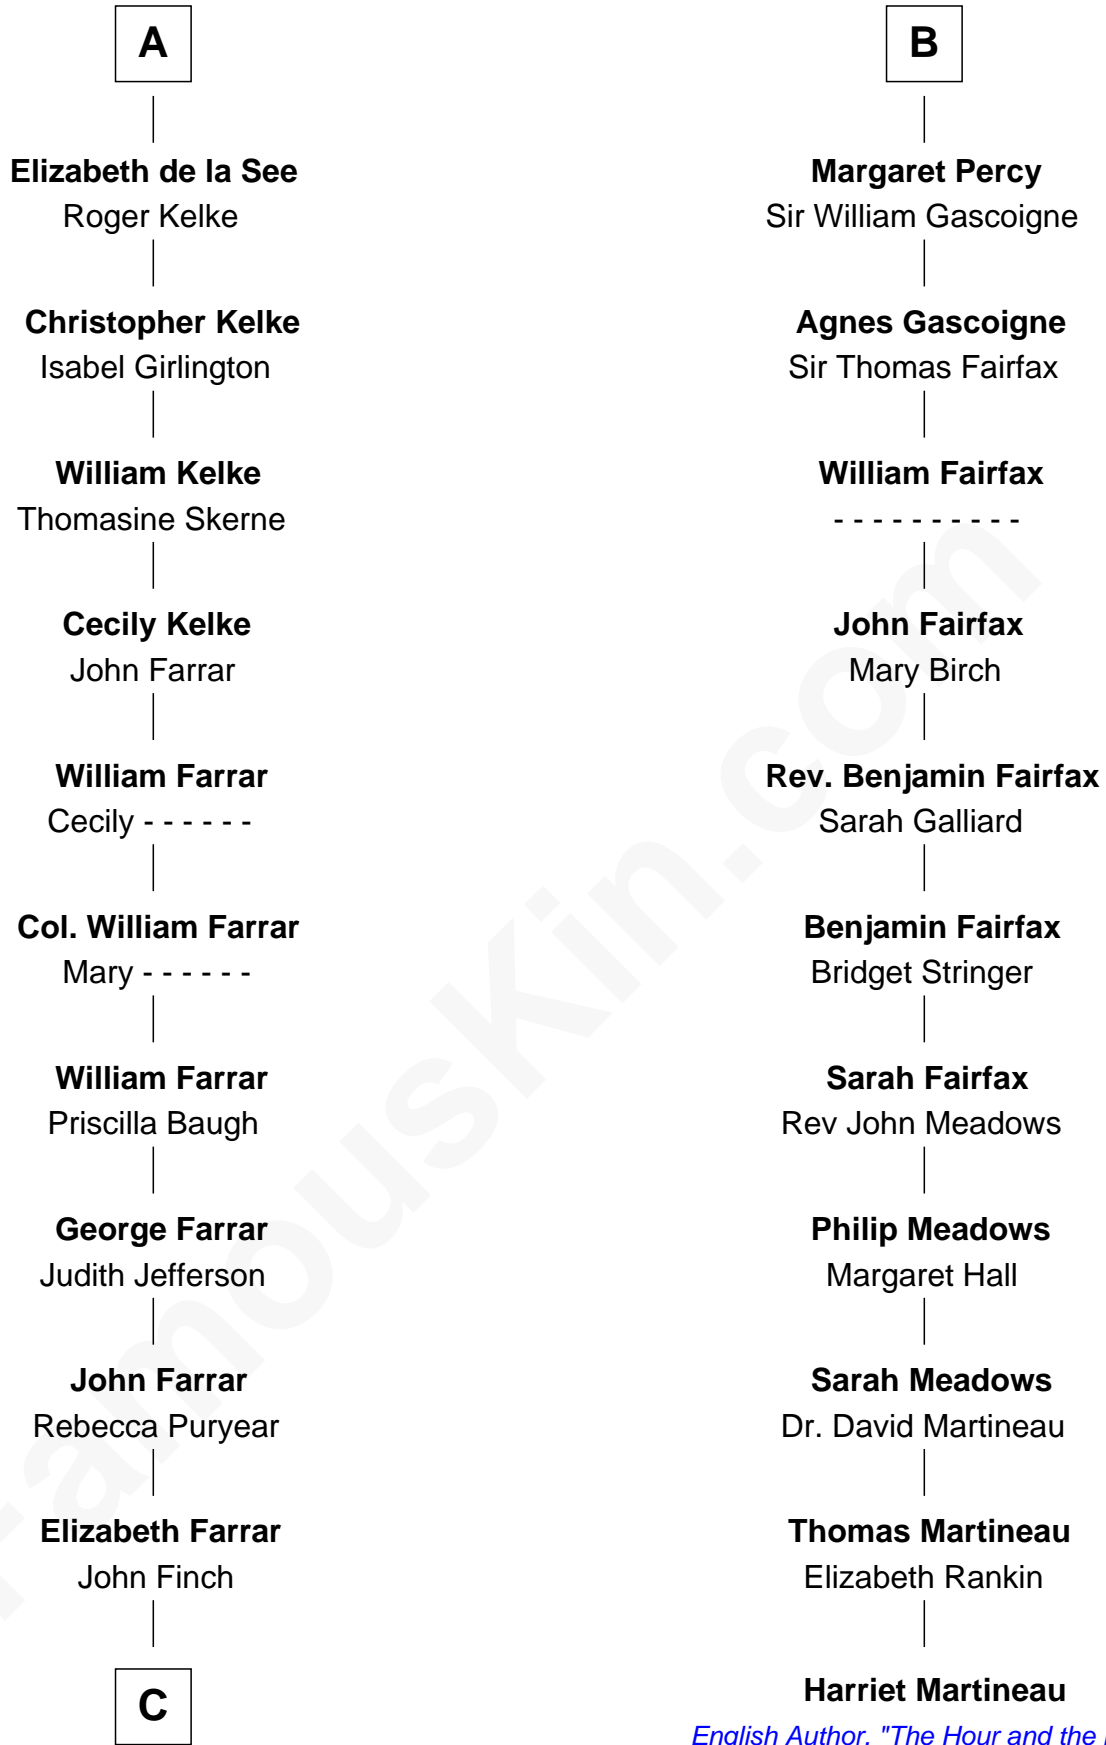 A
Elizabeth de la See
Roger Kelke
Christopher Kelke
Isabel Girlington
William Kelke
Thomasine Skerne
Cecily Kelke
John Farrar
William Farrar
Cecily - - - - - -
Col. William Farrar
Mary - - - - - -
William Farrar
Priscilla Baugh
George Farrar
Judith Jefferson
John Farrar
Rebecca Puryear
Elizabeth Farrar
John Finch
C
B
Margaret Percy
Sir William Gascoigne
Agnes Gascoigne
Sir Thomas Fairfax
William Fairfax
- - - - - - - - - -
John Fairfax
Mary Birch
Rev. Benjamin Fairfax
Sarah Galliard
Benjamin Fairfax
Bridget Stringer
Sarah Fairfax
Rev John Meadows
Philip Meadows
Margaret Hall
Sarah Meadows
Dr. David Martineau
Thomas Martineau
Elizabeth Rankin
Harriet Martineau
English Author. "The Hour and the
FamousKin.com